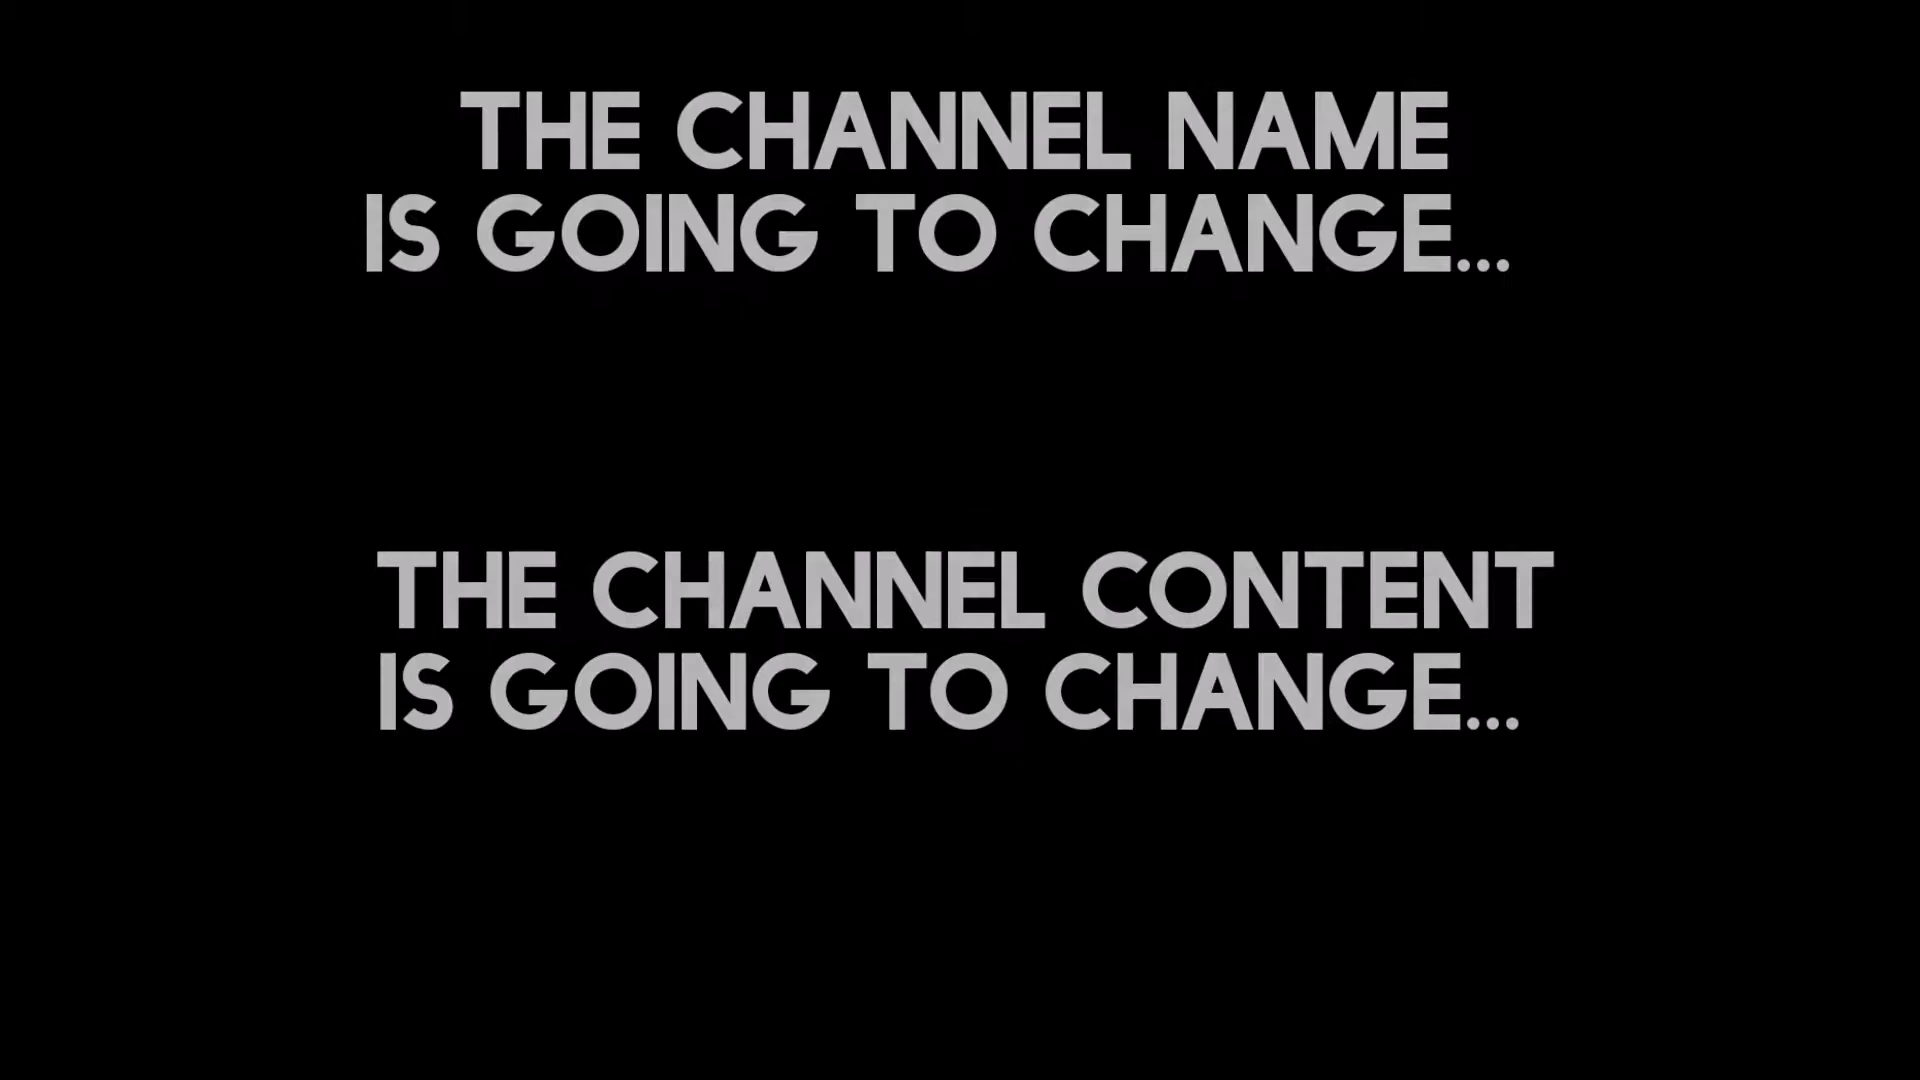 THE CHANNEL NAME
IS GOING TO CHANGE...
THE CHANNEL CONTENT
IS GOING TO CHANGE...